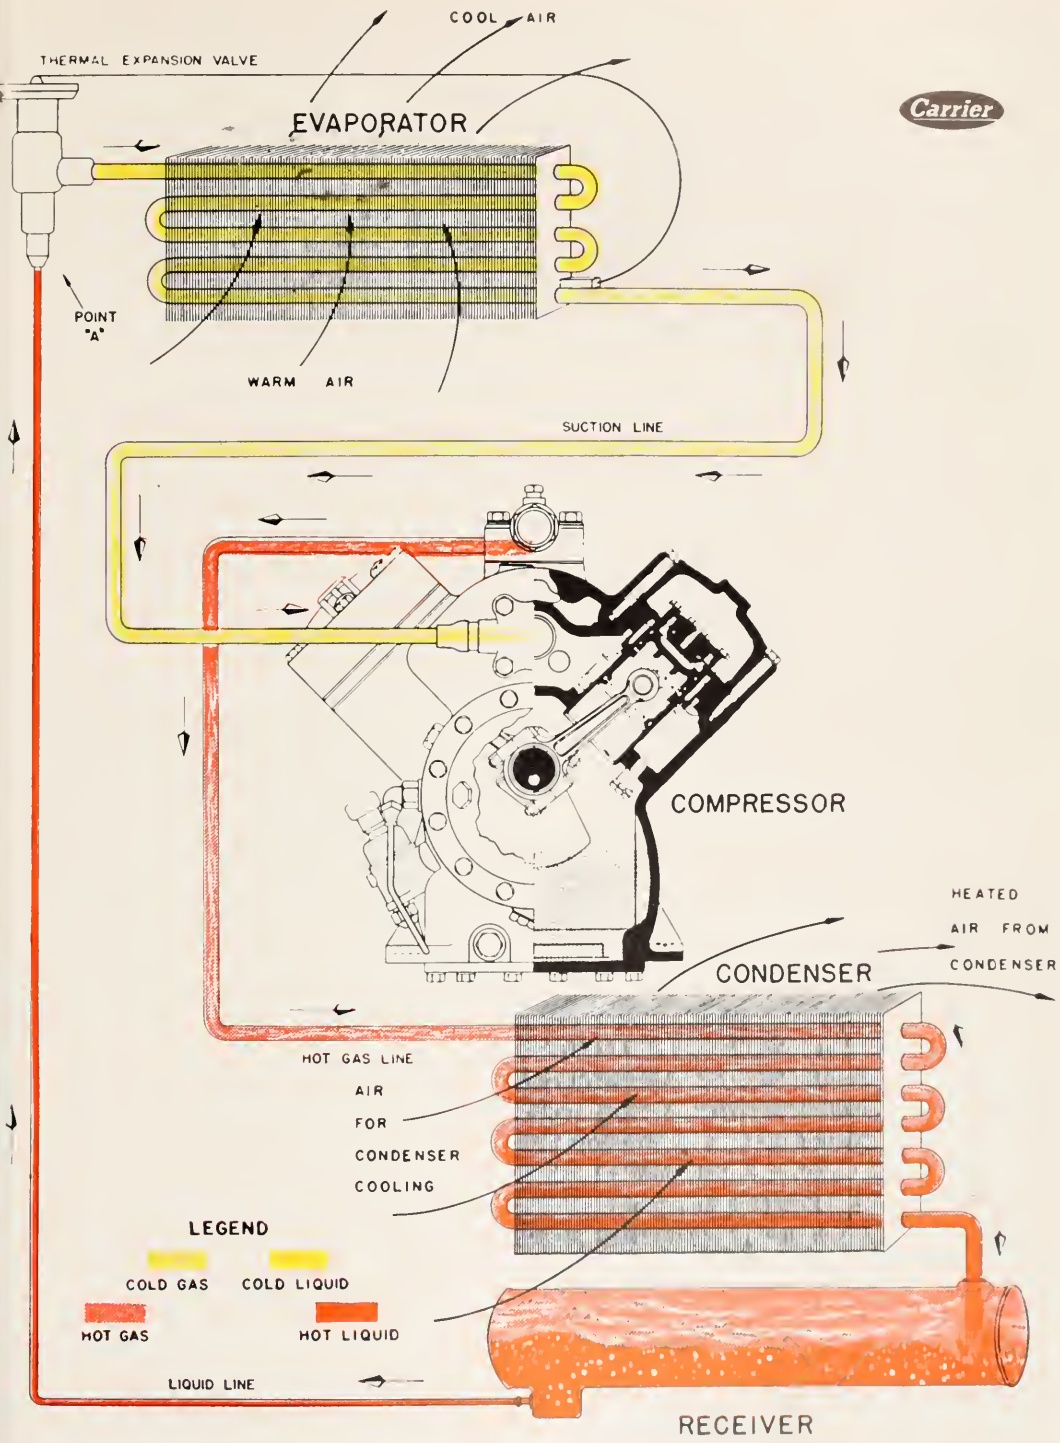 COOL AIR
THERMAL EXPANSION VALVE
EVAPORATOR
Carrier
POINT
"A"
WARM AIR
SUCTION LINE
COMPRESSOR
HEATED
AIR FROM
CONDENSER
CONDENSER
HOT GAS LINE
AIR
FOR
CONDENSER
COOLING
LEGEND
COLD GAS COLD LIQUID
HOT GAS HOT LIQUID
LIQUID LINE
RECEIVER